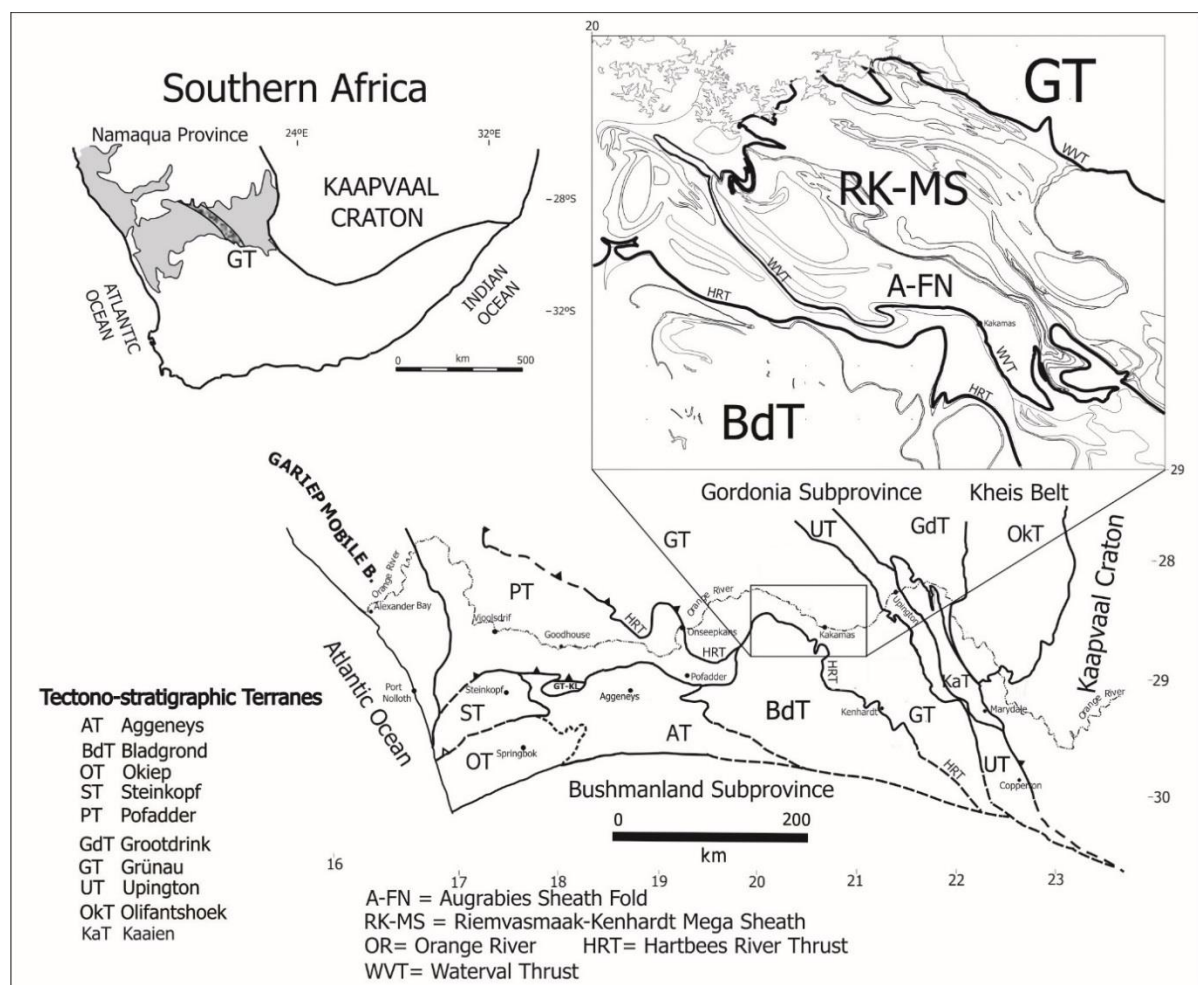 Southern Africa
Namaqua Province
24°E
32°E
KAAPVAAL
CRATON
28°S
GT
ATLANTIC
OCEAN
INDIAN
OCEAN
32°S
0 km 500
20
GT
WVT
RK-MS
WVT
HRT
A-FN
Kakamas
WVT
HRT
BdT
29
Gordonia Subprovince
Kheis Belt
GARIEP MOBILE B.
UT
GdT
OkT
GT
28
Kaapvaal Craton
Orange River
PT
Orange River
Alexander Bay
Vioolsdrif
Goodhouse
HRT
Onseepkans
Kakamas
Upington
HRT
Atlantic Ocean
Port
Nolloth
Steinkopf
GT-KL
Aggeneys
Pofadder
HRT
KaT
29
Orange River
ST
BdT
Kenhardt
GT
Marydale
OT
Springbok
AT
HRT
UT
Copperton
Bushmanland Subprovince
30
0 200
km
16
17
18
19
20
21
22
23
Tectono-stratigraphic Terranes
AT Aggeneys
BdT Bladgrond
OT Okiep
ST Steinkopf
PT Pofadder
GdT Grootdrink
GT Grünau
UT Upington
OkT Olifantshoek
KaT Kaaien
A-FN = Augrabies Sheath Fold
RK-MS = Riemvasmaak-Kenhardt Mega Sheath
OR= Orange River HRT= Hartbees River Thrust
WVT= Waterval Thrust